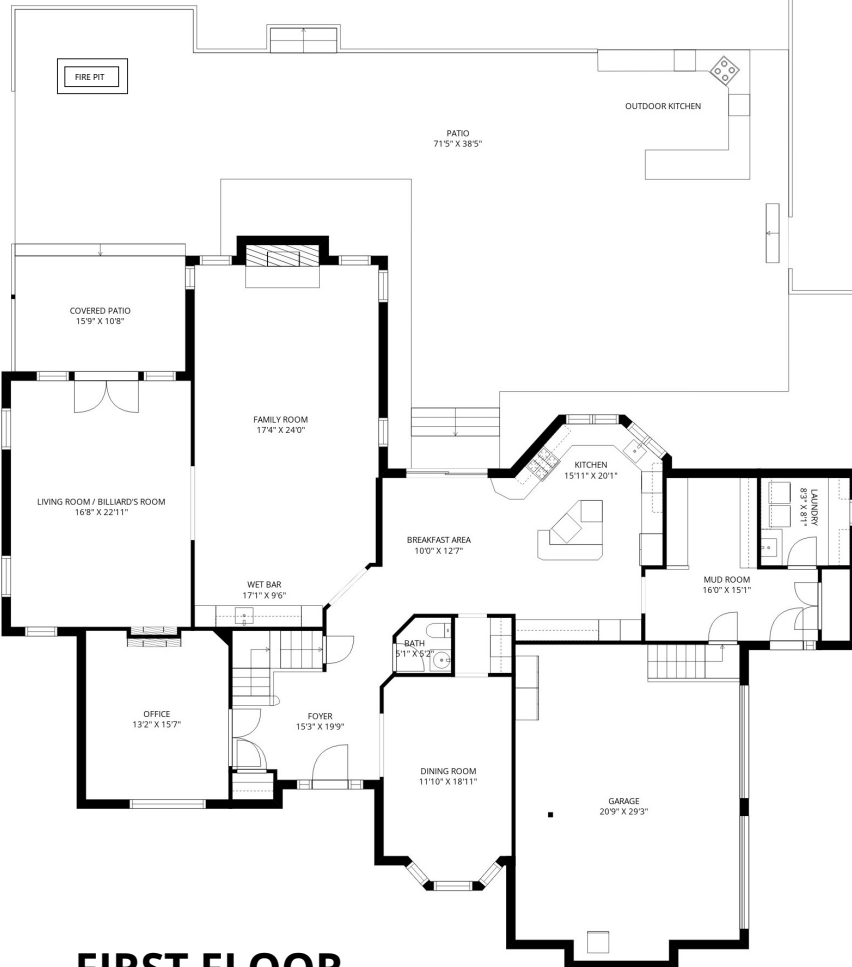 FIRE PIT
OUTDOOR KITCHEN
PATIO
71'5" X 38'5"
COVERED PATIO
15'9" X 10'8"
FAMILY ROOM
17'4" X 24'0"
KITCHEN
15'11" X 20'1"
LIVING ROOM / BILLIARD'S ROOM
16'8" X 22'11"
LAUNDRY
8'3" X 8'1"
BREAKFAST AREA
10'0" X 12'7"
WET BAR
17'1" X 9'6"
MUD ROOM
16'0" X 15'1"
BATH
5'1" X 5'2"
OFFICE
13'2" X 15'7"
FOYER
15'3" X 19'9"
DINING ROOM
11'10" X 18'11"
GARAGE
20'9" X 29'3"
FIRST FLOOR